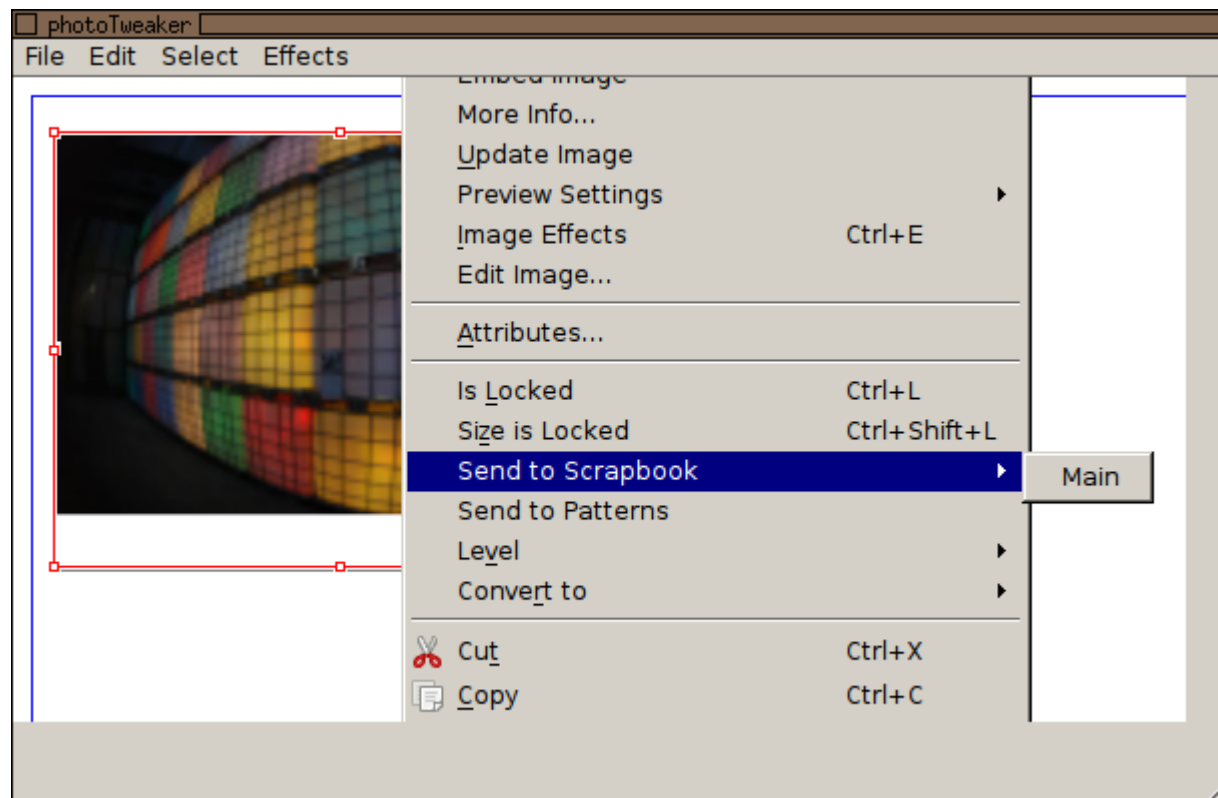 photoTweaker
File Edit Select Effects
Embed Image
More Info...
Update Image
Preview Settings
Image Effects Ctrl+E
Edit Image...
Attributes...
Is Locked Ctrl+L
Size is Locked Ctrl+Shift+L
Send to Scrapbook Main
Send to Patterns
Level
Convert to
Cut Ctrl+X
Copy Ctrl+C